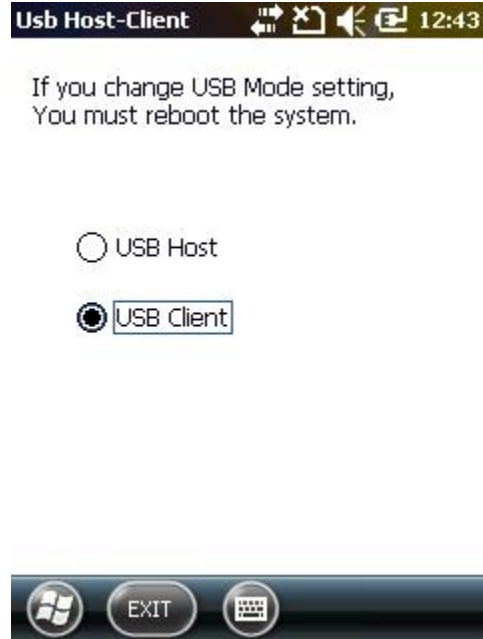 Usb Host-Client 12:43
If you change USB Mode setting,
You must reboot the system.
USB Host
USB Client
EXIT